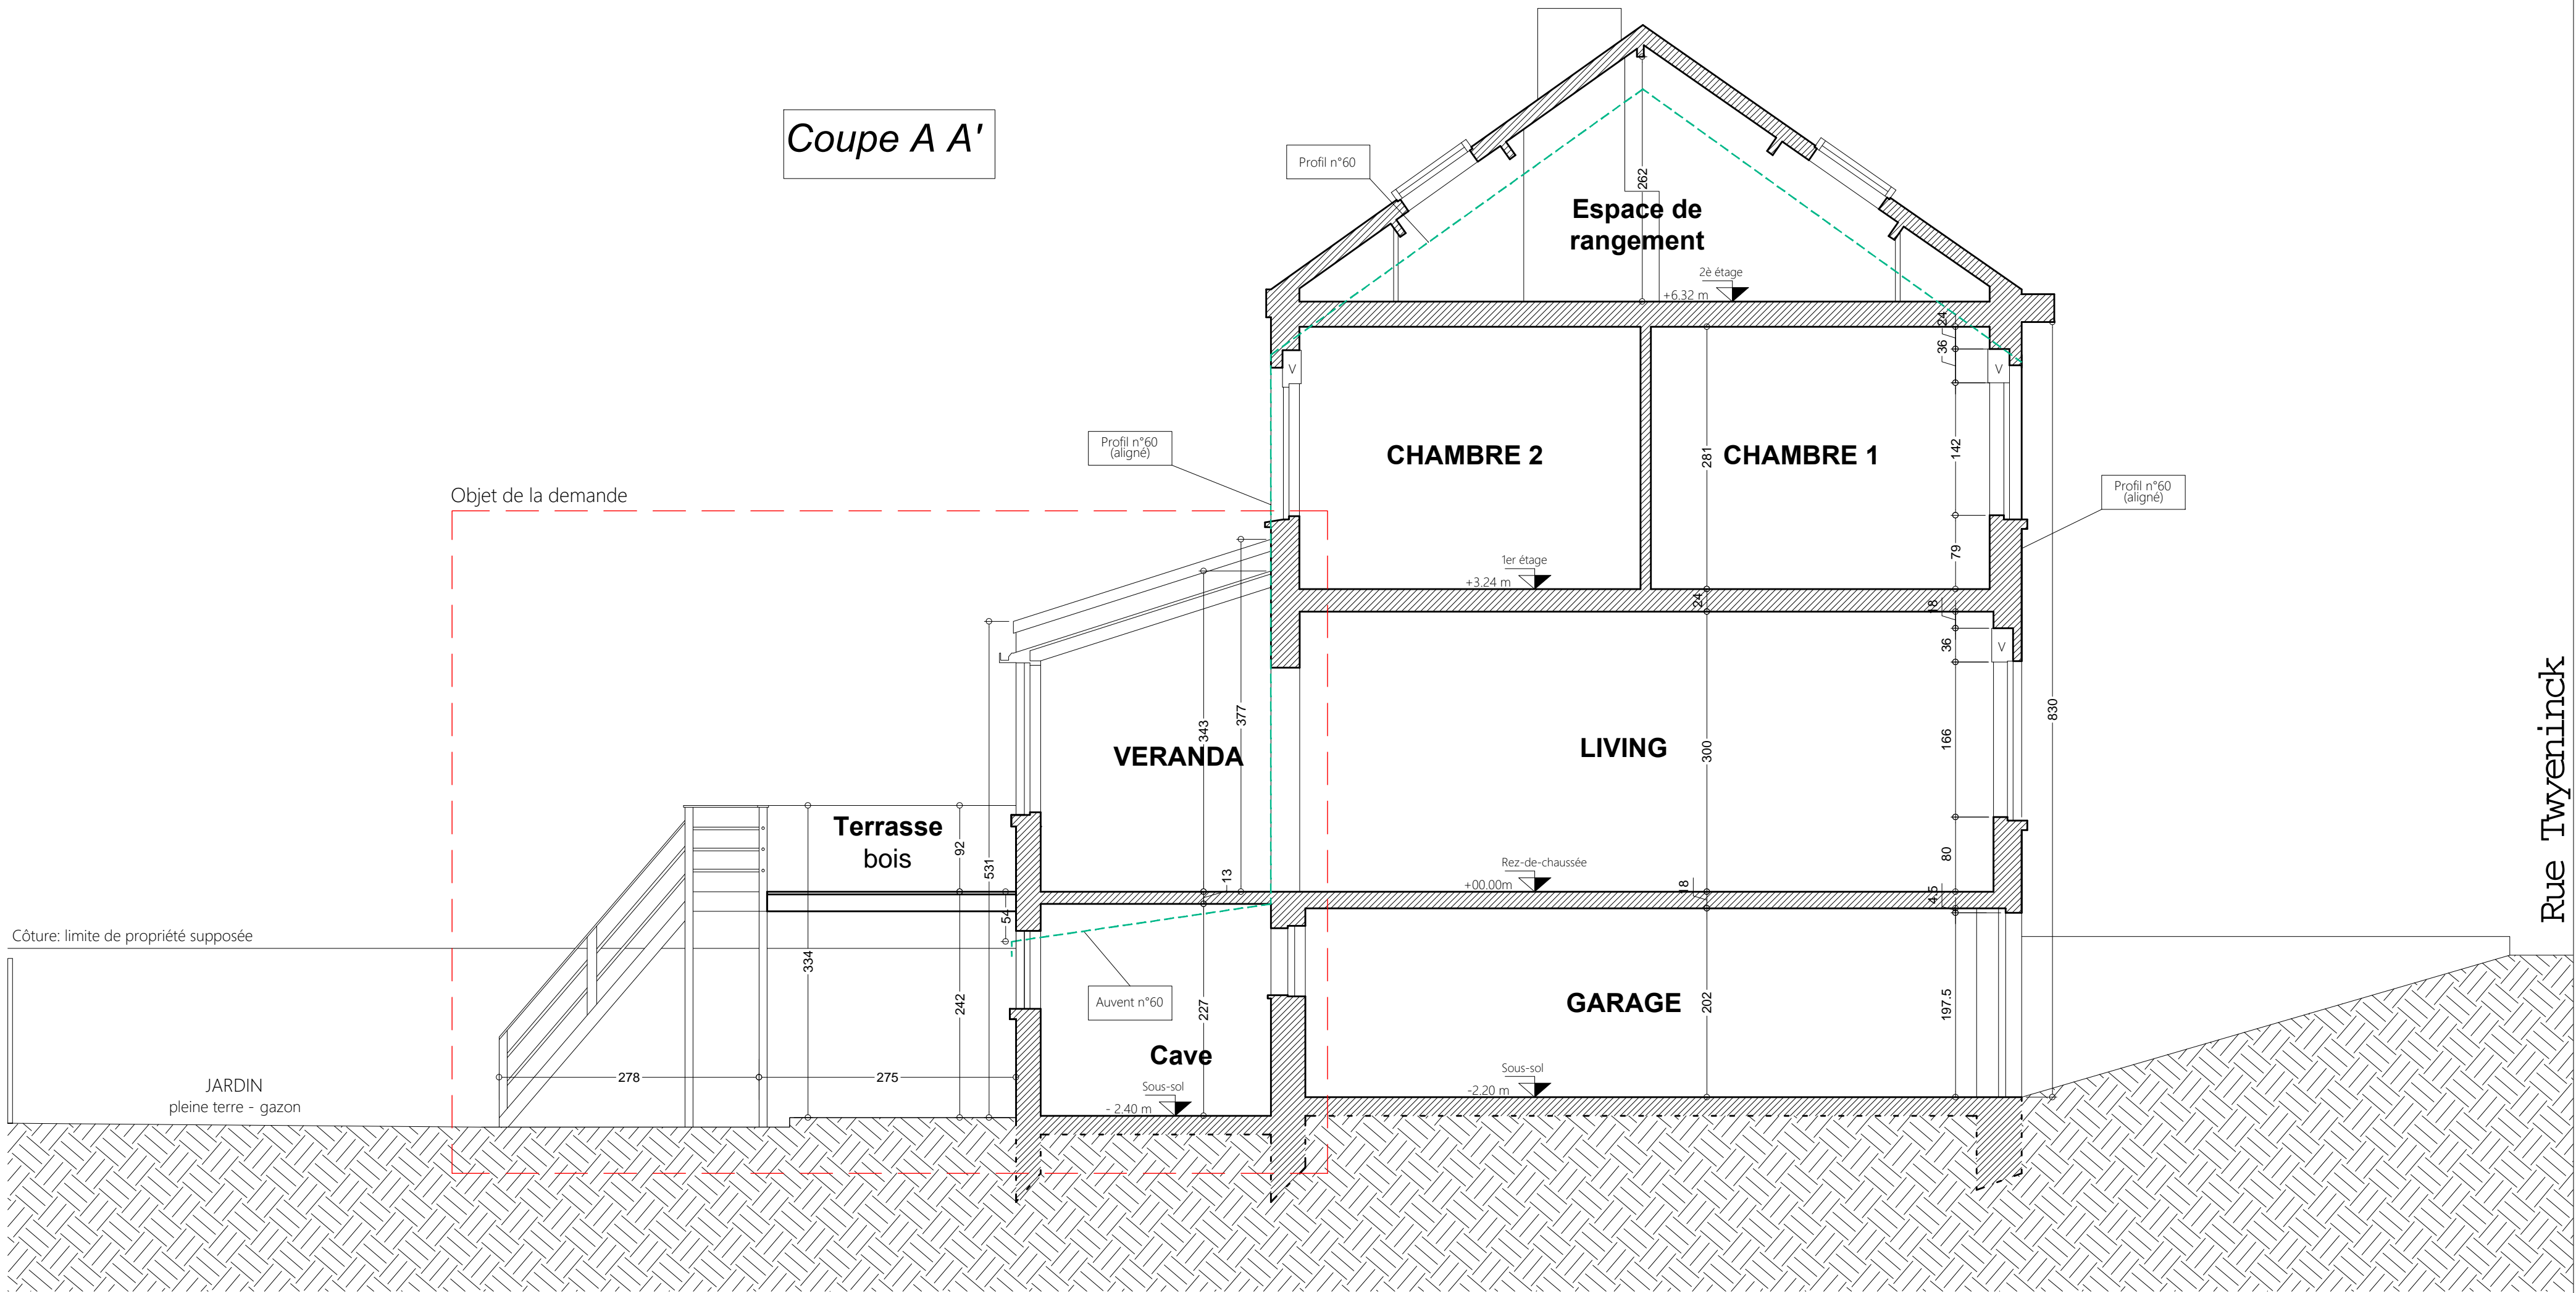 Coupe A A'
Profil n°60
262
Espace de
rangement
2è étage
+6.32 m
24
36
V
V
CHAMBRE 2
281
CHAMBRE 1
142
Profil n°60
(aligné)
Profil n°60
(aligné)
Objet de la demande
79
1er étage
+3.24 m
24
18
36
V
377
343
VERANDA
LIVING
300
166
830
Rue Twyeninck
Terrasse
bois
92
531
13
80
Rez-de-chaussée
+00.00m
18
4.5
54
Côture: limite de propriété supposée
334
242
Auvent n°60
227
GARAGE
202
197.5
Cave
278
275
JARDIN
pleine terre - gazon
Sous-sol
- 2.40 m
Sous-sol
-2.20 m